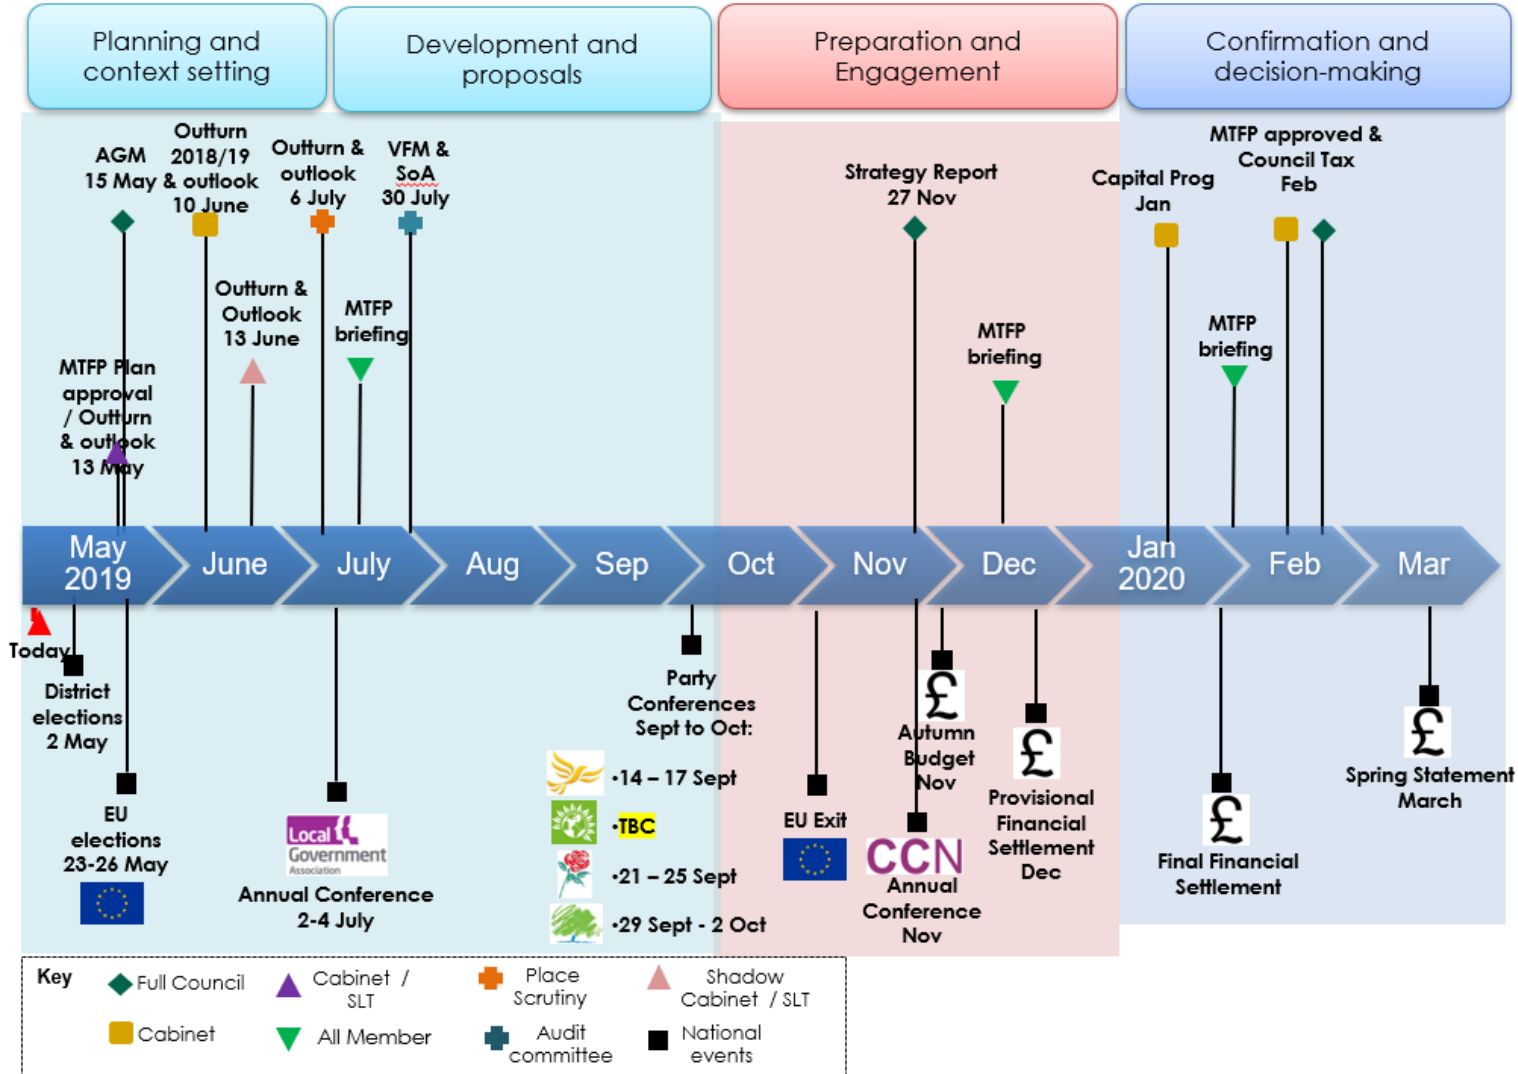 Planning and
context setting
Development and
proposals
Preparation and
Engagement
Confirmation and
decision-making
AGM
15 May
Outturn
2018/19
& outlook
10 June
Outturn &
outlook
6 July
VFM &
SoA
30 July
Strategy Report
27 Nov
Capital Prog
Jan
MTFP approved &
Council Tax
Feb
MTFP Plan
approval
/ Outturn
& outlook
13 May
Outturn &
Outlook
13 June
MTFP
briefing
MTFP
briefing
MTFP
briefing
May
2019
June
July
Aug
Sep
Oct
Nov
Dec
Jan
2020
Feb
Mar
Today
District
elections
2 May
EU
elections
23-26 May
Local
Government
Association
Annual Conference
2-4 July
Party
Conferences
Sept to Oct:
•14 – 17 Sept
•TBC
•21 – 25 Sept
•29 Sept - 2 Oct
EU Exit
£
Autumn
Budget
Nov
CCN
Annual
Conference
Nov
£
Provisional
Financial
Settlement
Dec
£
Final Financial
Settlement
£
Spring Statement
March
Key
Full Council
Cabinet /
SLT
Place
Scrutiny
Shadow
Cabinet / SLT
Cabinet
All Member
Audit
committee
National
events